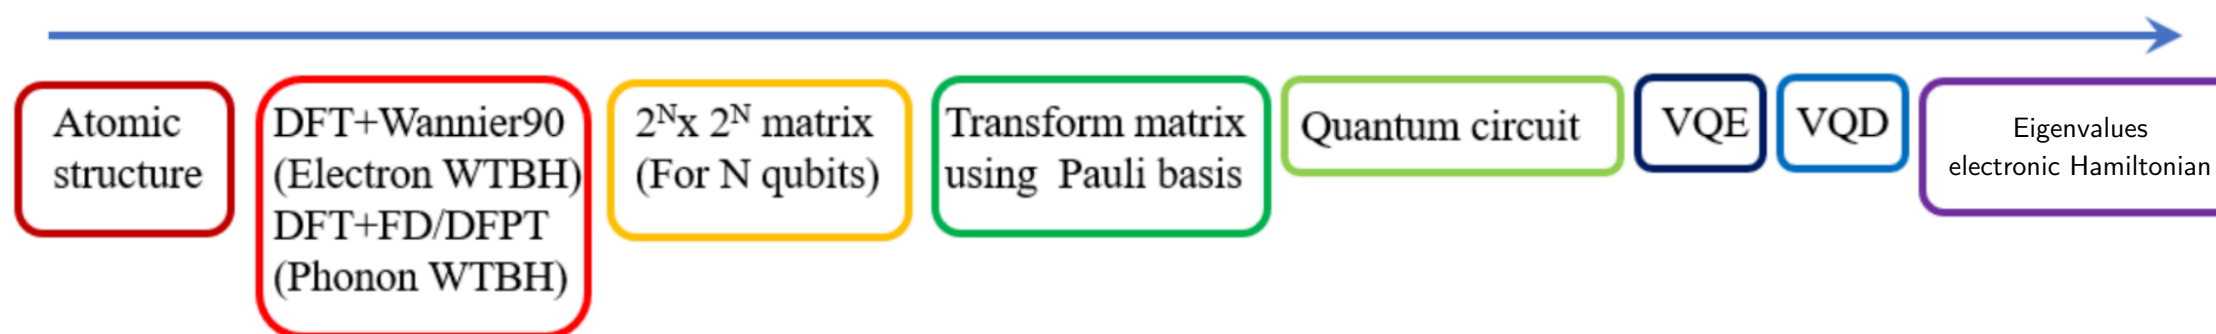 Atomic
structure
DFT+Wannier90
(Electron WTBH)
DFT+FD/DFPT
(Phonon WTBH)
2ᴺx 2ᴺ matrix
(For N qubits)
Transform matrix
using Pauli basis
Quantum circuit
VQE
VQD
Eigenvalues
electronic Hamiltonian